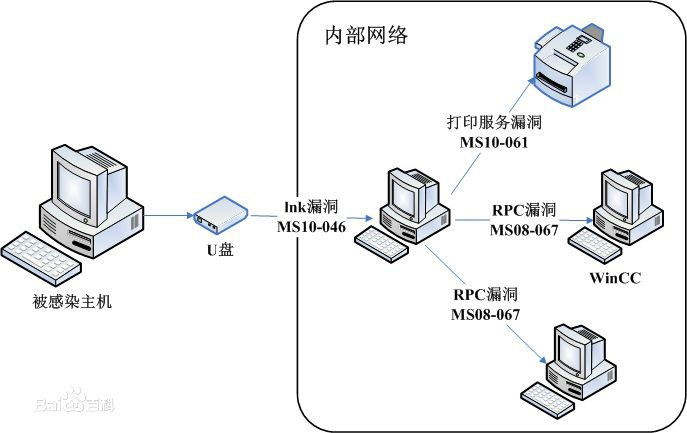 内部网络
打印服务漏洞
MS10-061
lnk漏洞
MS10-046
RPC漏洞
MS08-067
U盘
WinCC
被感染主机
RPC漏洞
MS08-067
Baidu百科